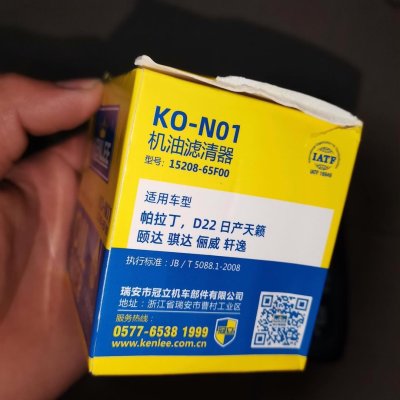 KENLEE
KO-N01
机油滤清器
型号: 15208-65F00
IATF
IATF 16949
适用车型
帕拉丁，D22 日产天籁
颐达 骐达 俪威 轩逸
执行标准：JB / T 5088.1-2008
瑞安市冠立机车部件有限公司
地址：浙江省瑞安市曹村工业区
服务热线：
0577-6538 1999
www.kenlee.com.cn